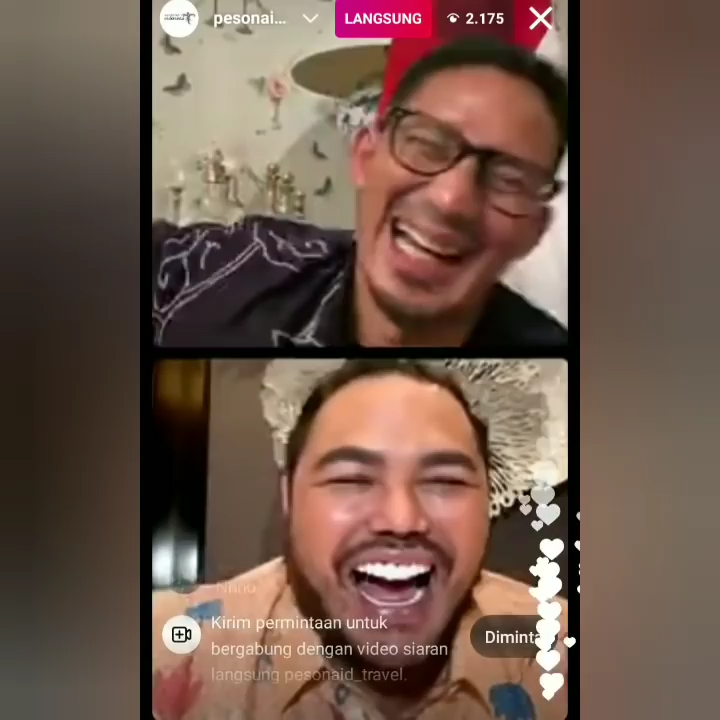 pesonai...
LANGSUNG
2.175
Kirim permintaan untuk
bergabung dengan video siaran
langsung pesonaid_travel.
Diminta